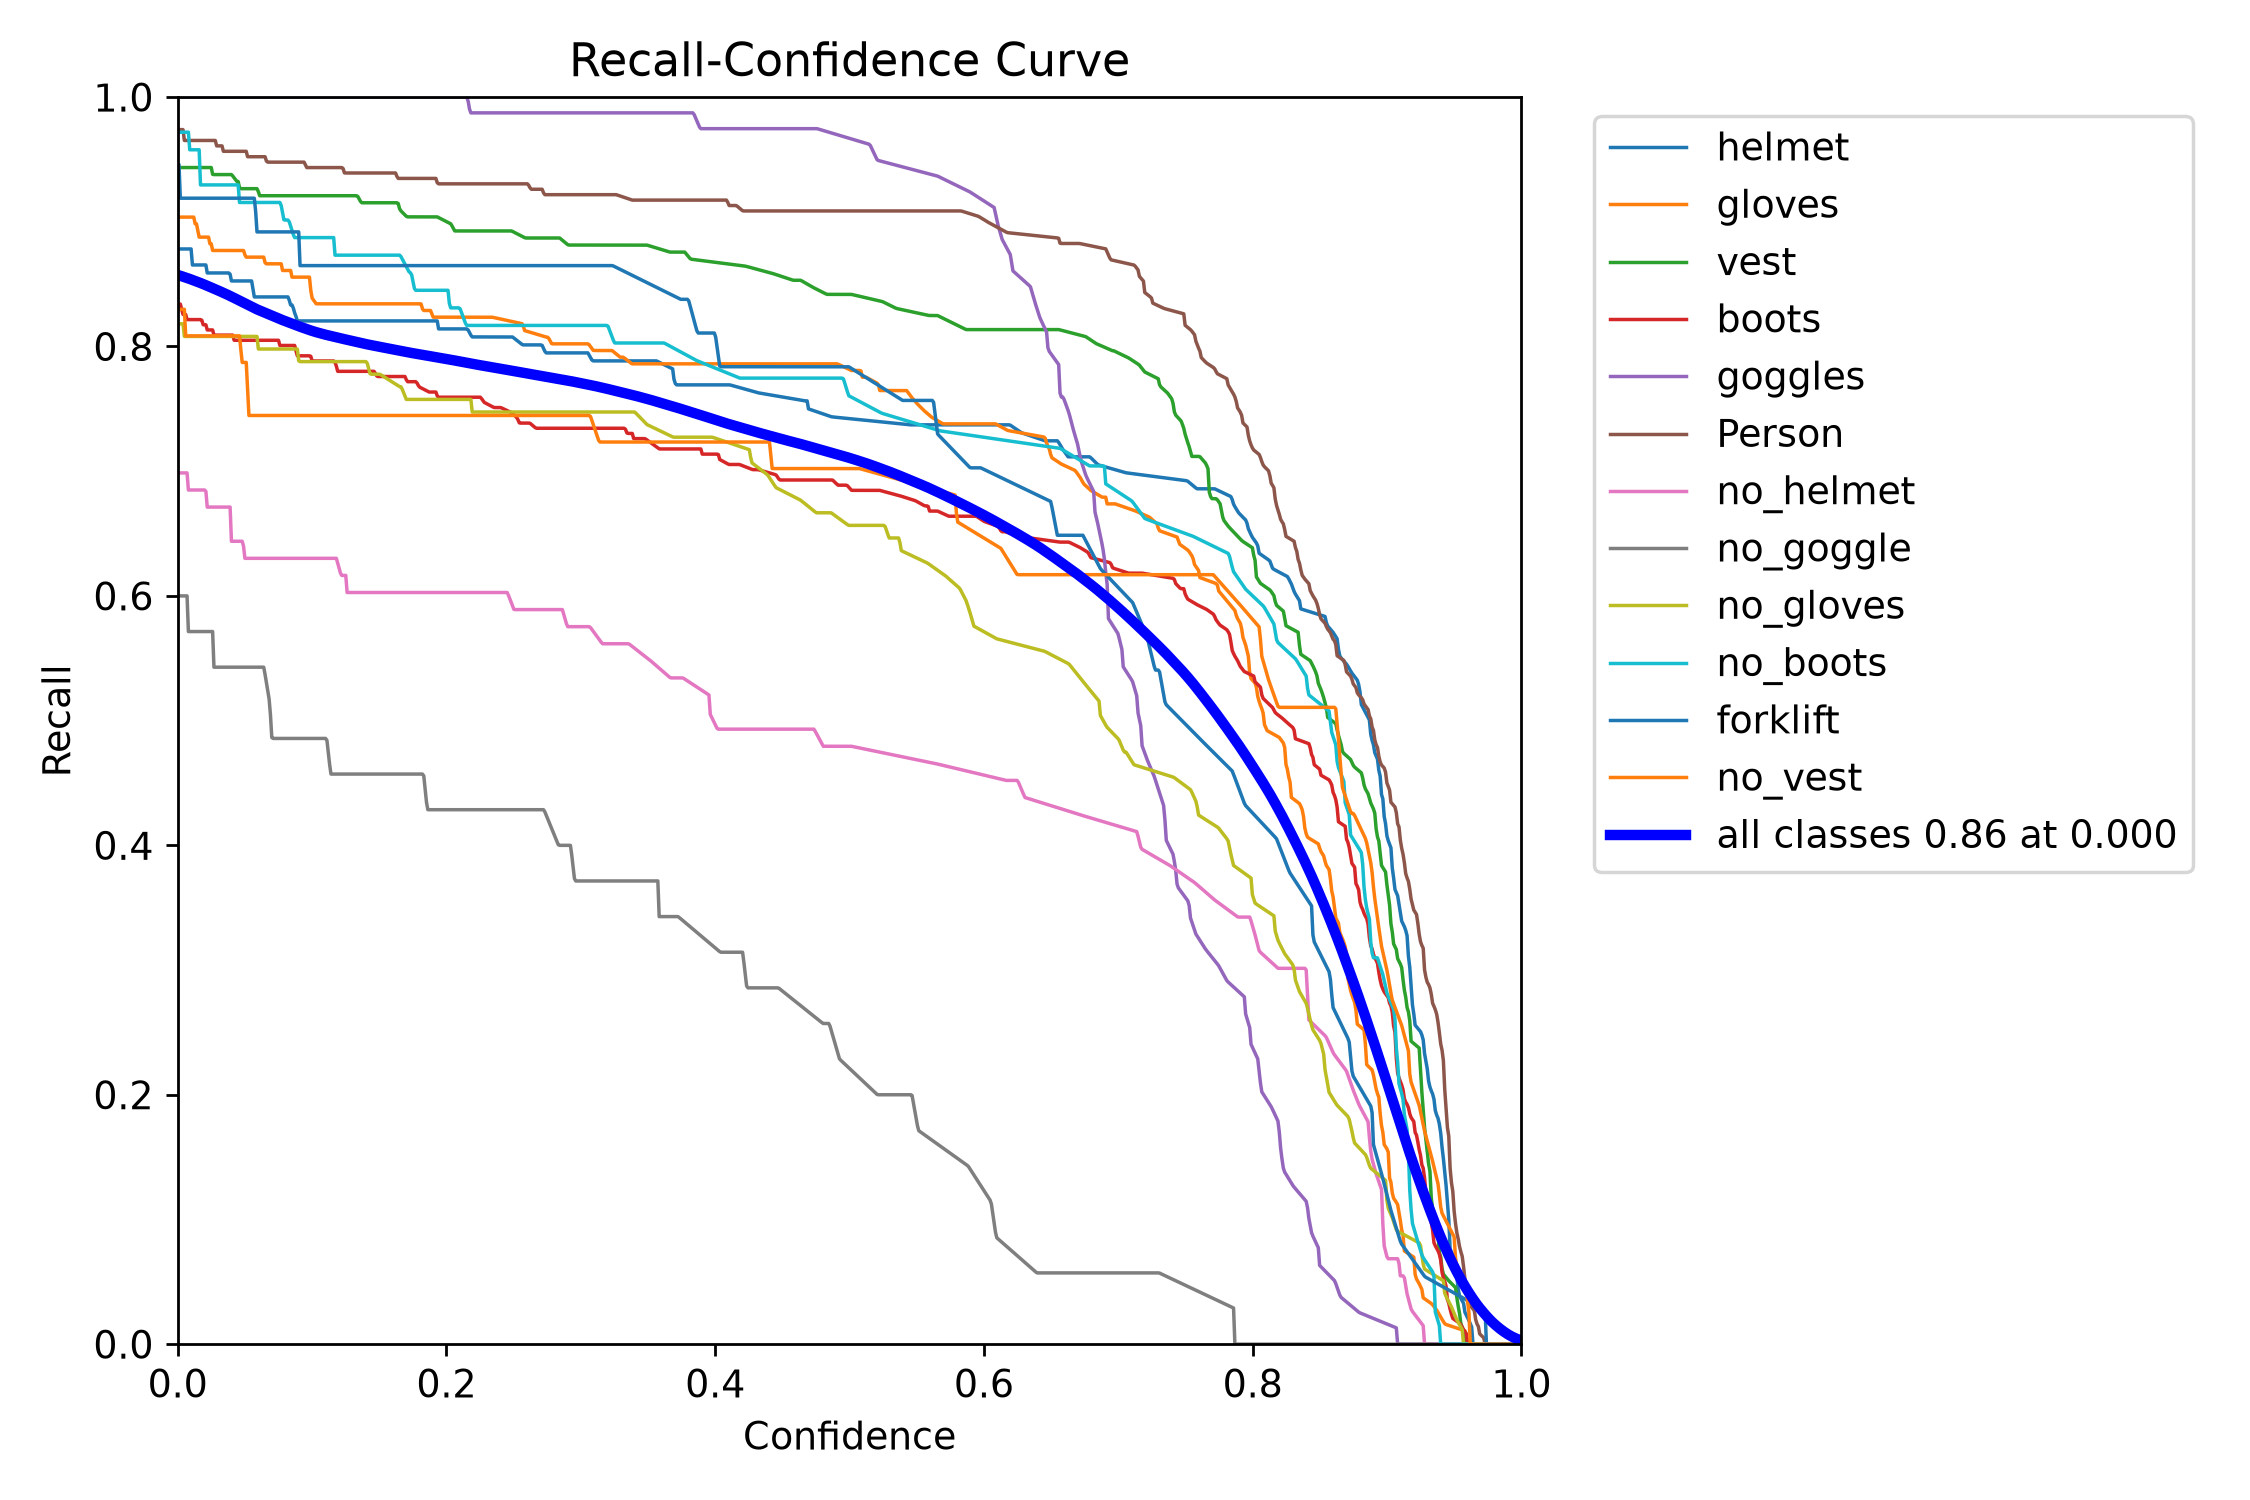 Recall-Confidence Curve
1.0
0.8
0.6
0.4
0.2
0.0
Recall
0.0 0.2 0.4 0.6 0.8 1.0
Confidence
helmet
gloves
vest
boots
goggles
Person
no_helmet
no_goggle
no_gloves
no_boots
forklift
no_vest
all classes 0.86 at 0.000